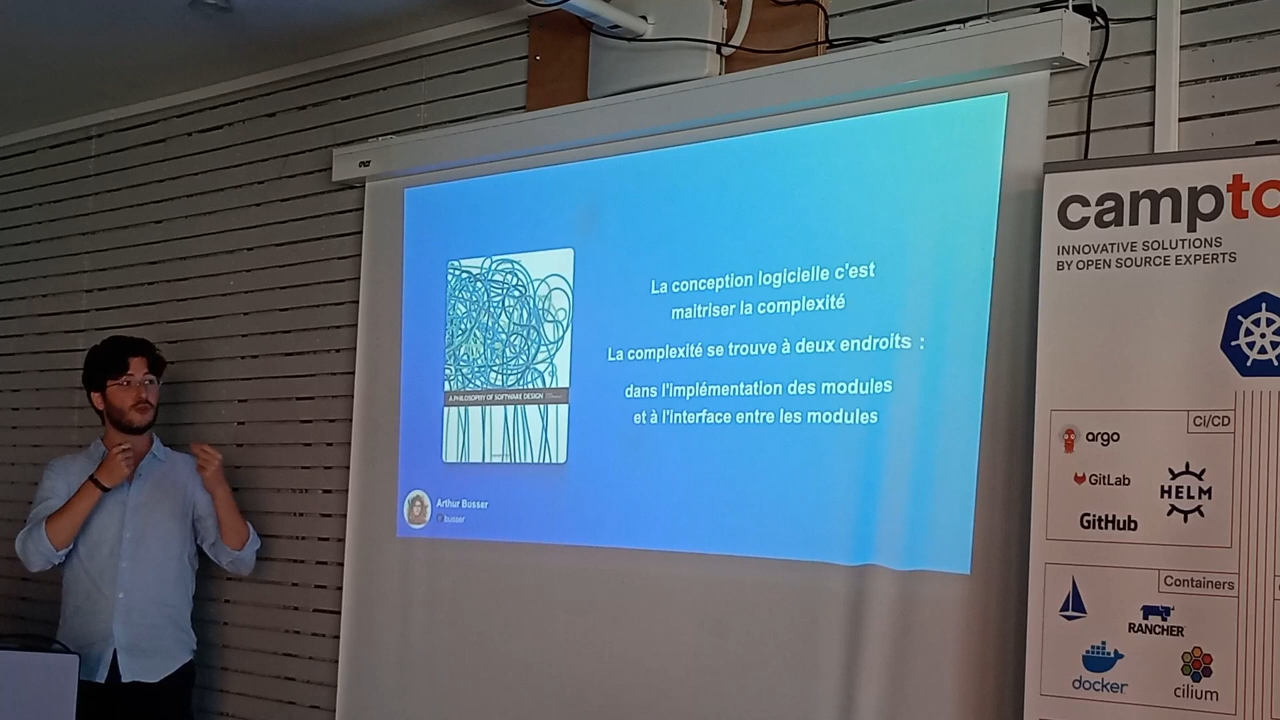 La conception logicielle c'est
maitriser la complexité
La complexité se trouve à deux endroits :
dans l'implémentation des modules
et à l'interface entre les modules
A PHILOSOPHY OF SOFTWARE DESIGN
Arthur Busser
busser
campto
INNOVATIVE SOLUTIONS
BY OPEN SOURCE EXPERTS
CI/CD
argo
GitLab
HELM
GitHub
Containers
RANCHER
docker
cilium